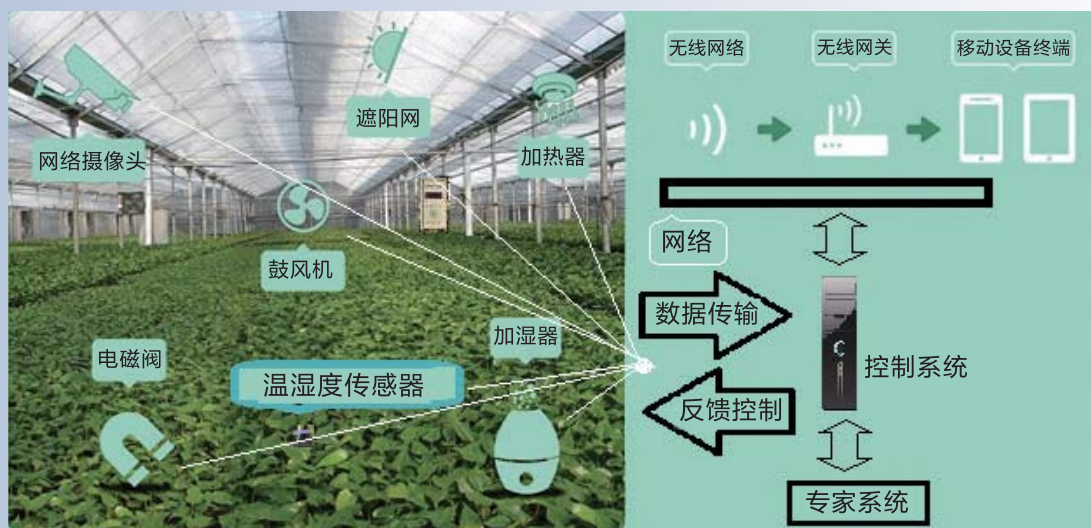 无线网络
无线网关
移动设备终端
遮阳网
网络摄像头
加热器
鼓风机
网络
数据传输
加湿器
电磁阀
温湿度传感器
控制系统
反馈控制
专家系统